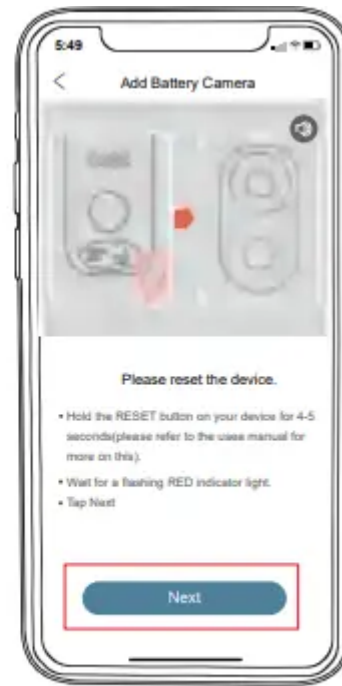 5:49
Add Battery Camera
Please reset the device.
• Hold the RESET button on your device for 4-5
seconds(please refer to the uses manual for
more on this).
• Wait for a flashing RED indicator light.
• Tap Next
Next